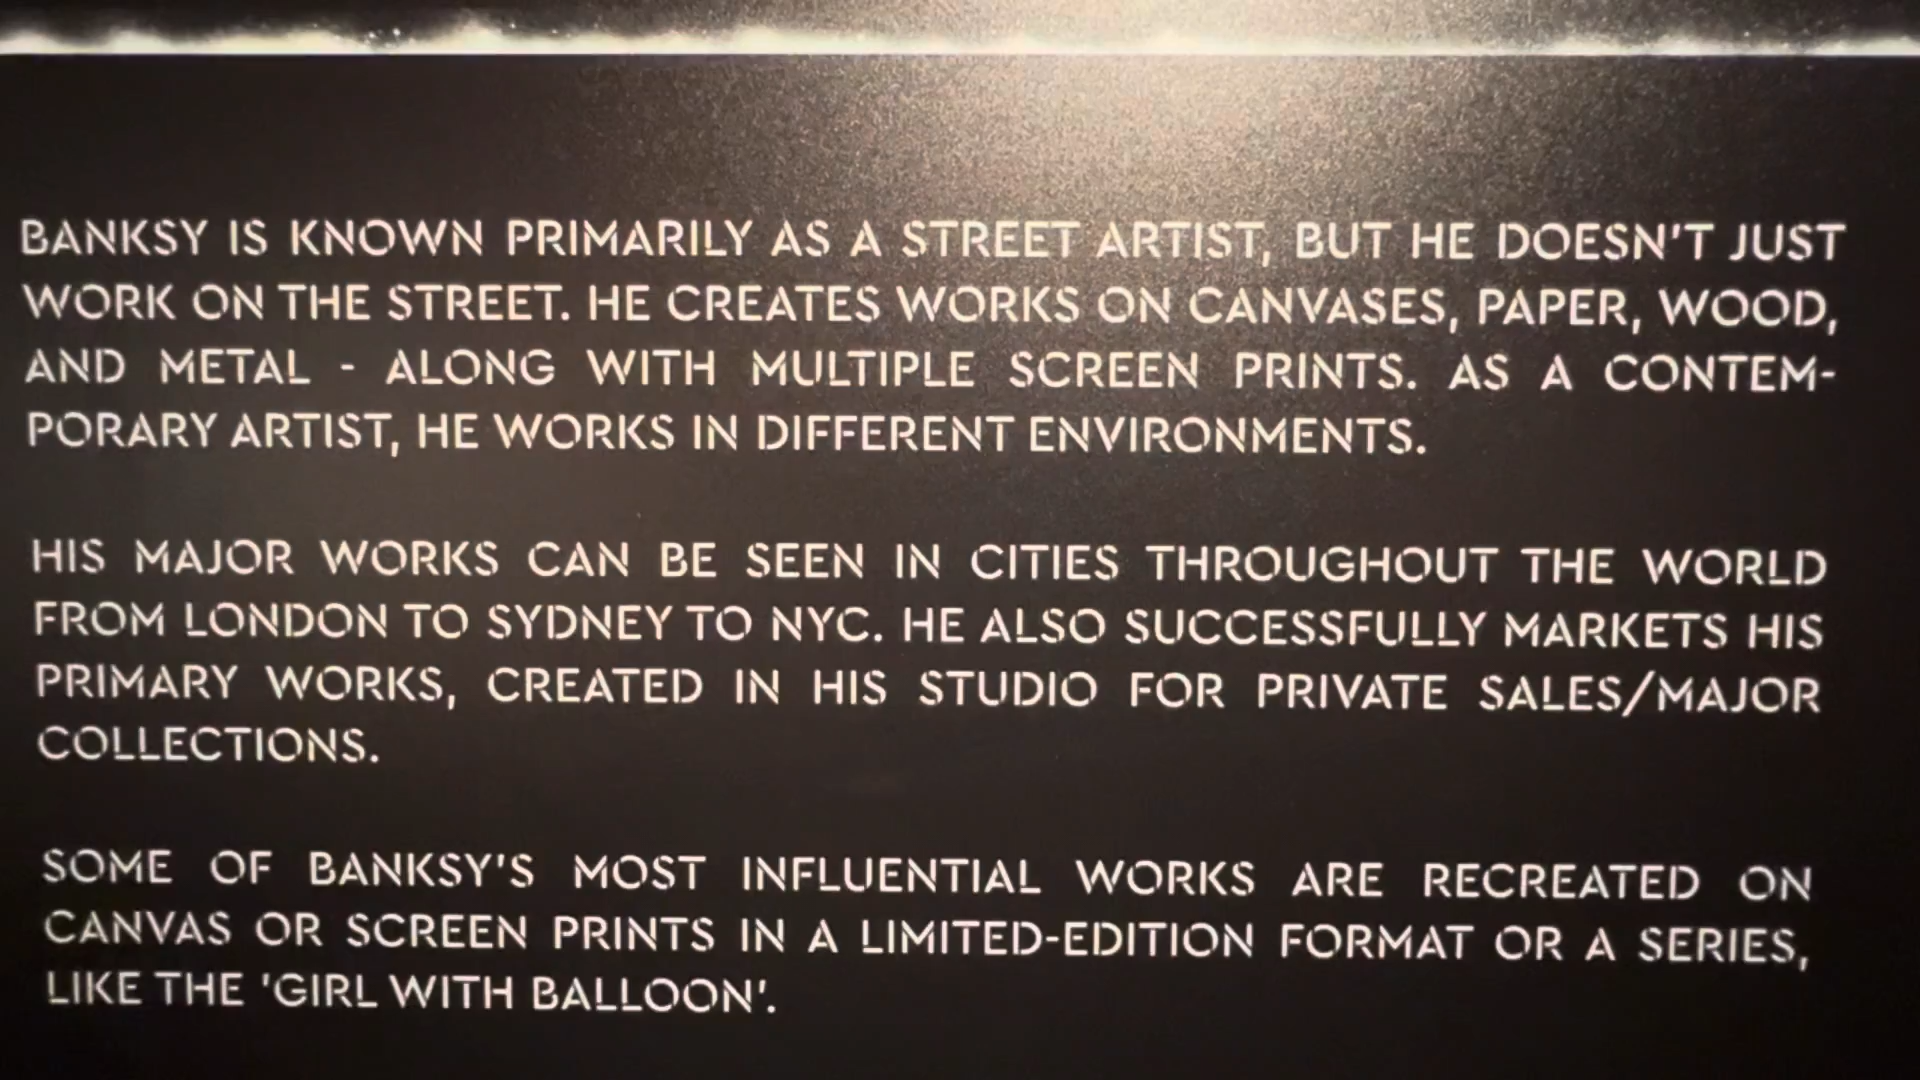 BANKSY IS KNOWN PRIMARILY AS A STREET ARTIST, BUT HE DOESN'T JUST
WORK ON THE STREET. HE CREATES WORKS ON CANVASES, PAPER, WOOD,
AND METAL - ALONG WITH MULTIPLE SCREEN PRINTS. AS A CONTEM-
PORARY ARTIST, HE WORKS IN DIFFERENT ENVIRONMENTS.
HIS MAJOR WORKS CAN BE SEEN IN CITIES THROUGHOUT THE WORLD
FROM LONDON TO SYDNEY TO NYC. HE ALSO SUCCESSFULLY MARKETS HIS
PRIMARY WORKS, CREATED IN HIS STUDIO FOR PRIVATE SALES/MAJOR
COLLECTIONS.
SOME OF BANKSY'S MOST INFLUENTIAL WORKS ARE RECREATED ON
CANVAS OR SCREEN PRINTS IN A LIMITED-EDITION FORMAT OR A SERIES,
LIKE THE 'GIRL WITH BALLOON'.